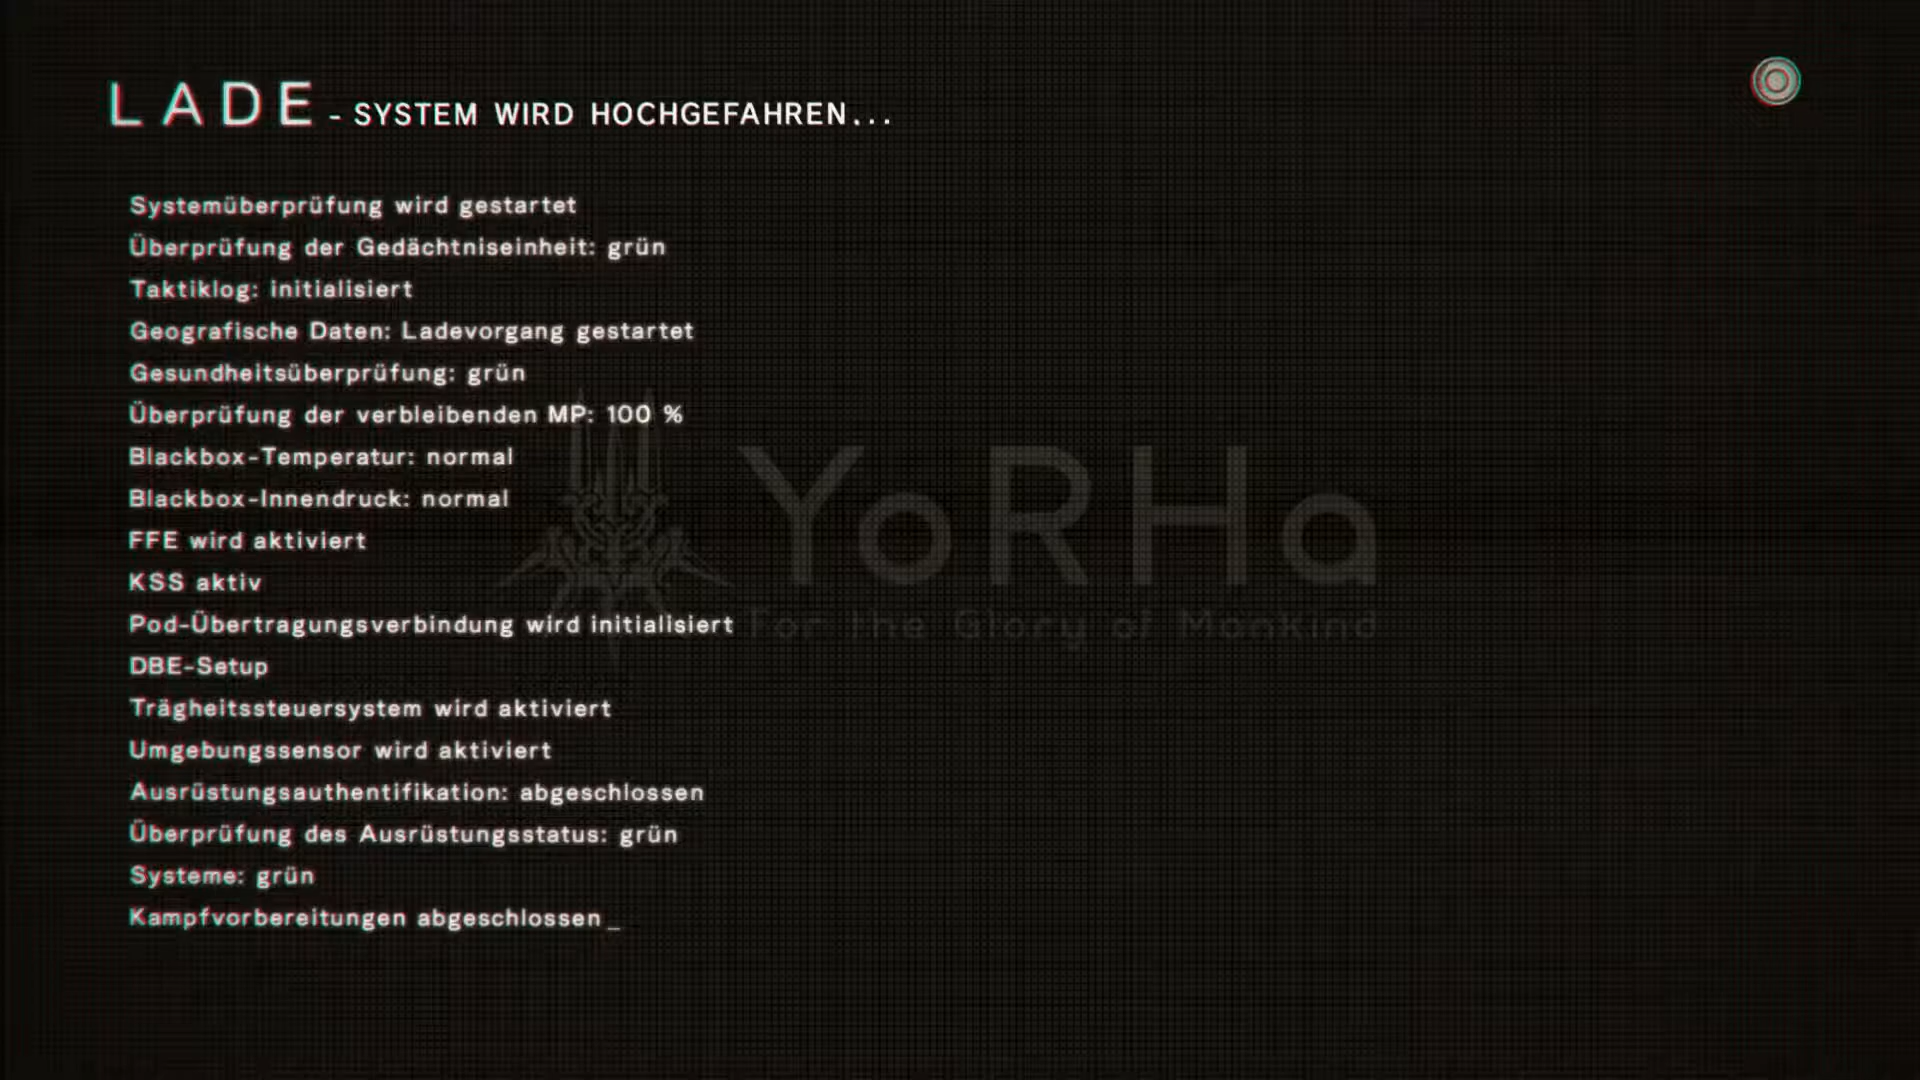 LADE - SYSTEM WIRD HOCHGEFAHREN...
Systemüberprüfung wird gestartet
Überprüfung der Gedächtniseinheit: grün
Taktiklog: initialisiert
Geografische Daten: Ladevorgang gestartet
Gesundheitsüberprüfung: grün
Überprüfung der verbleibenden MP: 100 %
Blackbox-Temperatur: normal
Blackbox-Innendruck: normal
FFE wird aktiviert
KSS aktiv
Pod-Übertragungsverbindung wird initialisiert
DBE-Setup
Trägheitssteuersystem wird aktiviert
Umgebungssensor wird aktiviert
Ausrüstungsauthentifikation: abgeschlossen
Überprüfung des Ausrüstungsstatus: grün
Systeme: grün
Kampfvorbereitungen abgeschlossen_
YoRHa
For the Glory of Mankind